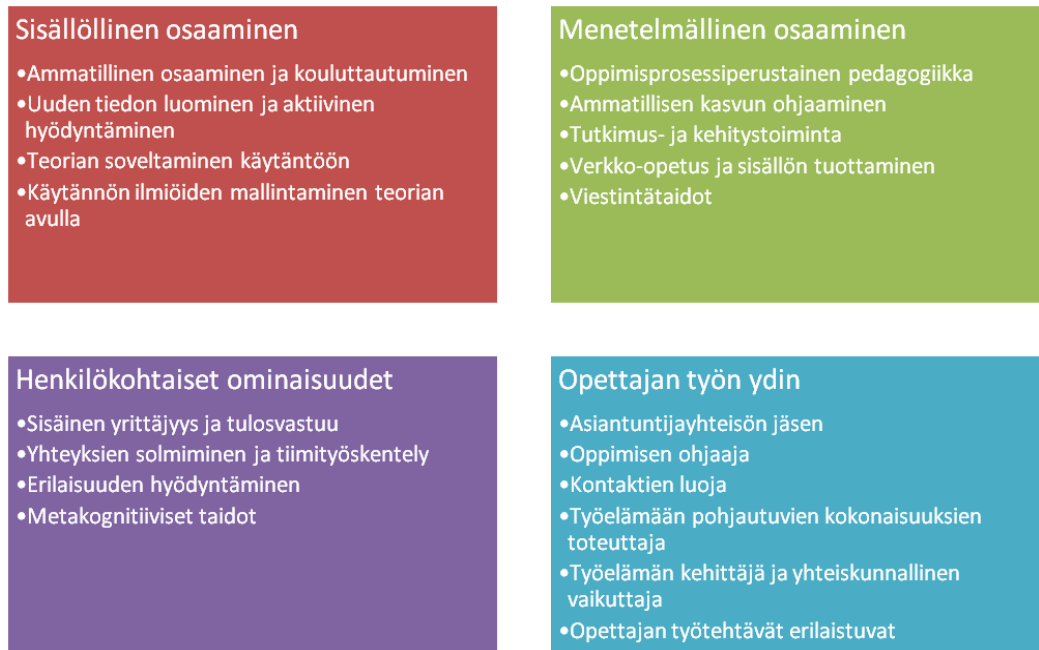 Sisällöllinen osaaminen
•Ammatillinen osaaminen ja kouluttautuminen
•Uuden tiedon luominen ja aktiivinen
hyödyntäminen
•Teorian soveltaminen käytäntöön
•Käytännön ilmiöiden mallintaminen teorian
avulla
Menetelmällinen osaaminen
•Oppimisprosessiperustainen pedagogiikka
•Ammatillisen kasvun ohjaaminen
•Tutkimus- ja kehitystoiminta
•Verkko-opetus ja sisällön tuottaminen
•Viestintätaidot
Henkilökohtaiset ominaisuudet
•Sisäinen yrittäjyys ja tulosvastuu
•Yhteyksien solmiminen ja tiimityöskentely
•Erilaisuuden hyödyntäminen
•Metakognitiiviset taidot
Opettajan työn ydin
•Asiantuntijayhteisön jäsen
•Oppimisen ohjaaja
•Kontaktien luoja
•Työelämään pohjautuvien kokonaisuuksien
toteuttaja
•Työelämän kehittäjä ja yhteiskunnallinen
vaikuttaja
•Opettajan työtehtävät erilaistuvat